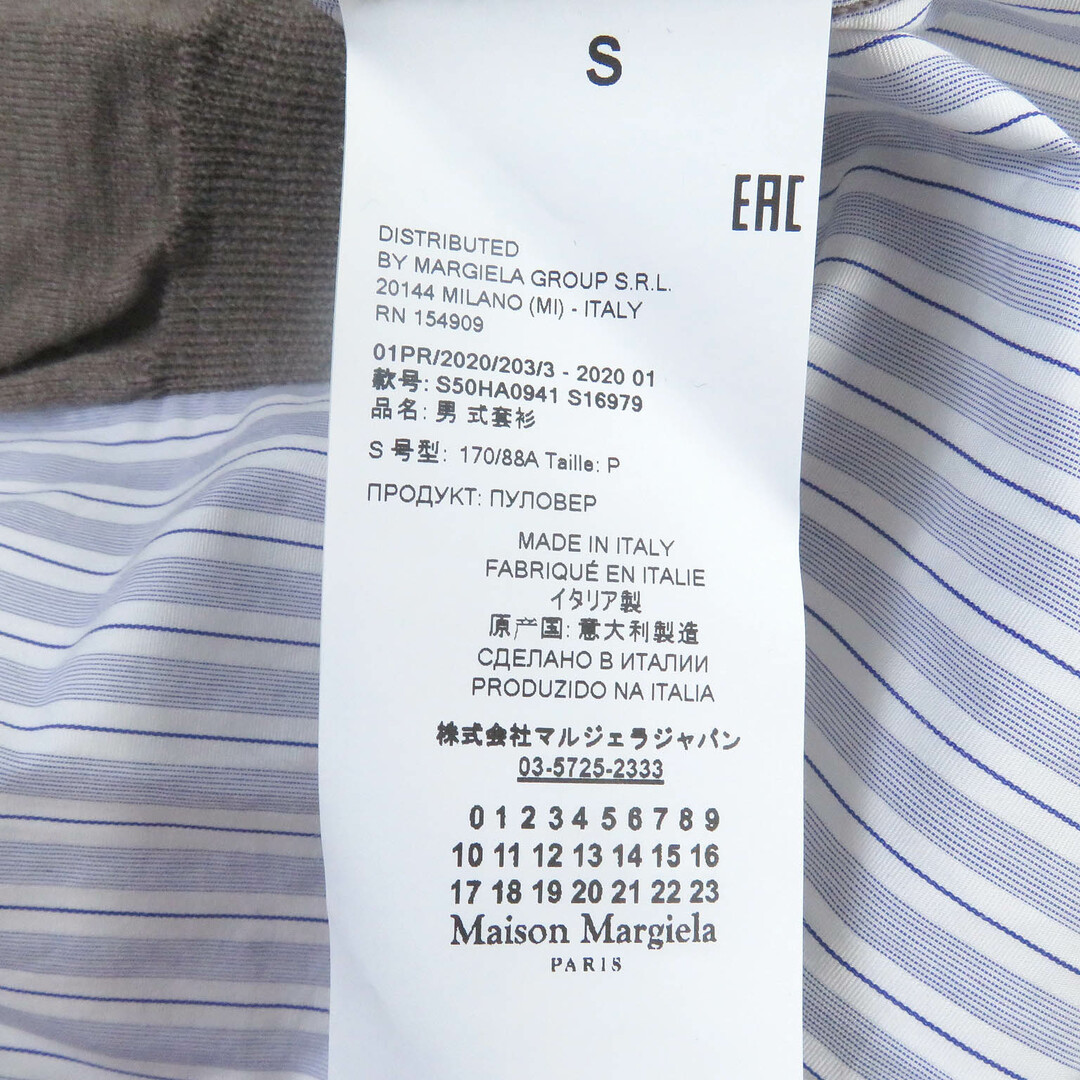 S
EAC
DISTRIBUTED
BY MARGIELA GROUP S.R.L.
20144 MILANO (MI) - ITALY
RN 154909
01PR/2020/203/3 - 2020 01
款号: S50HA0941 S16979
品名: 男 式套衫
S 号型: 170/88A Taille: P
ПРОДУКТ: ПУЛОВЕР
MADE IN ITALY
FABRIQUÉ EN ITALIE
イタリア製
原产国: 意大利製造
СДЕЛАНО В ИТАЛИИ
PRODUZIDO NA ITALIA
株式会社マルジェラジャパン
03-5725-2333
0 1 2 3 4 5 6 7 8 9
10 11 12 13 14 15 16
17 18 19 20 21 22 23
Maison Margiela
PARIS